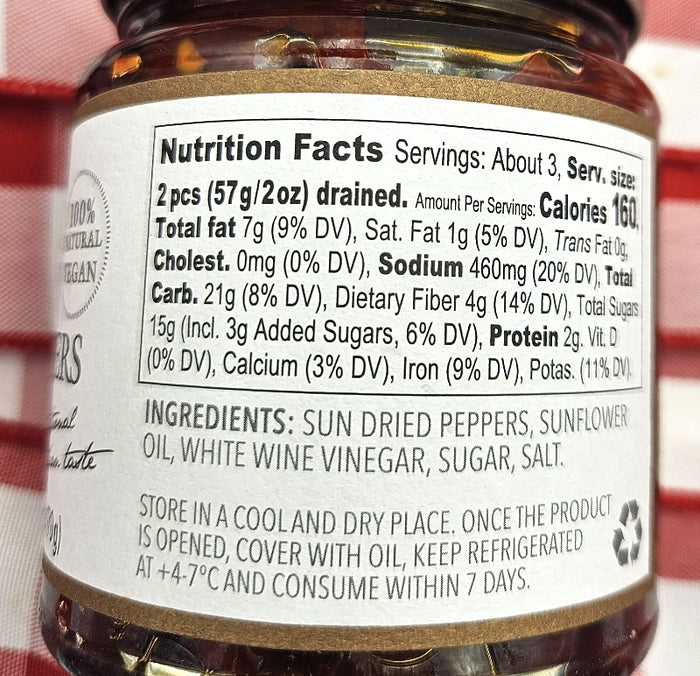 Nutrition Facts Servings: About 3, Serv. size:
2 pcs (57g/2oz) drained. Amount Per Servings: Calories 160,
Total fat 7g (9% DV), Sat. Fat 1g (5% DV), Trans Fat 0g,
Cholest. 0mg (0% DV), Sodium 460mg (20% DV), Total
Carb. 21g (8% DV), Dietary Fiber 4g (14% DV), Total Sugars
15g (Incl. 3g Added Sugars, 6% DV), Protein 2g. Vit. D
(0% DV), Calcium (3% DV), Iron (9% DV), Potas. (11% DV).
INGREDIENTS: SUN DRIED PEPPERS, SUNFLOWER
OIL, WHITE WINE VINEGAR, SUGAR, SALT.
STORE IN A COOL AND DRY PLACE. ONCE THE PRODUCT
IS OPENED, COVER WITH OIL, KEEP REFRIGERATED
AT +4-7°C AND CONSUME WITHIN 7 DAYS.
100%
VEGAN
taste